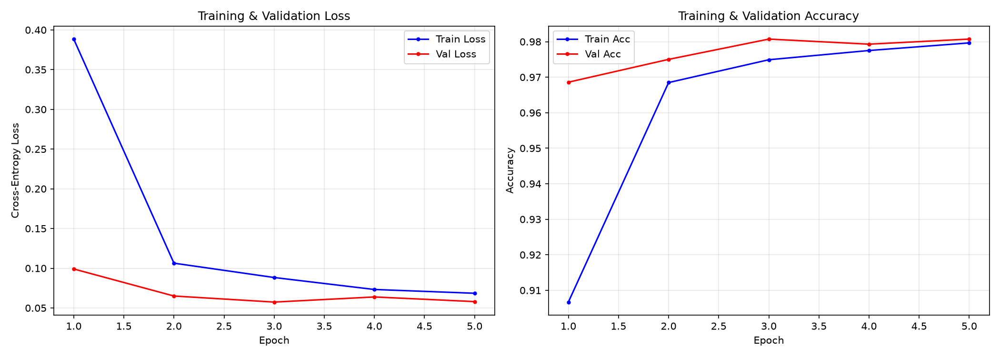 Training & Validation Loss
0.40
0.35
0.30
0.25
0.20
0.15
0.10
0.05
Cross-Entropy Loss
Train Loss
Val Loss
1.0 1.5 2.0 2.5 3.0 3.5 4.0 4.5 5.0
Epoch
Training & Validation Accuracy
0.98
0.97
0.96
0.95
0.94
0.93
0.92
0.91
Accuracy
Train Acc
Val Acc
1.0 1.5 2.0 2.5 3.0 3.5 4.0 4.5 5.0
Epoch